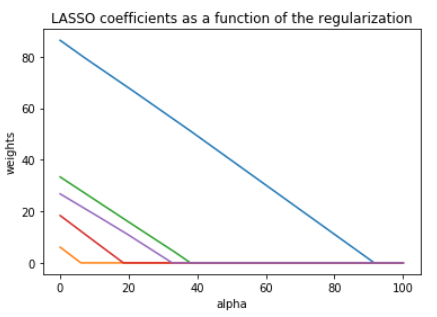 LASSO coefficients as a function of the regularization
80
60
40
20
0
weights
0 20 40 60 80 100
alpha